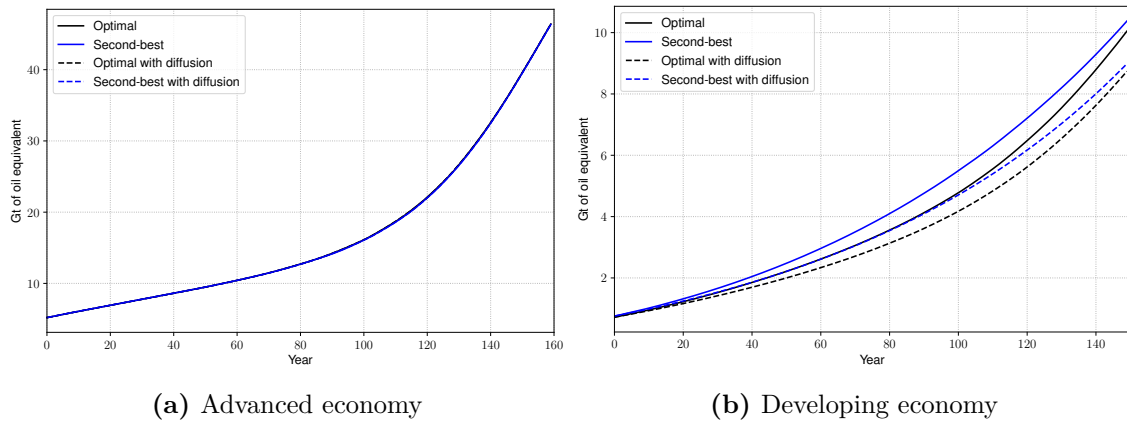 Optimal
Second-best
Optimal with diffusion
Second-best with diffusion
Gt of oil equivalent
40
30
20
10
0 20 40 60 80 100 120 140 160
Year
(a) Advanced economy
Optimal
Second-best
Optimal with diffusion
Second-best with diffusion
Gt of oil equivalent
10
8
6
4
2
0 20 40 60 80 100 120 140
Year
(b) Developing economy